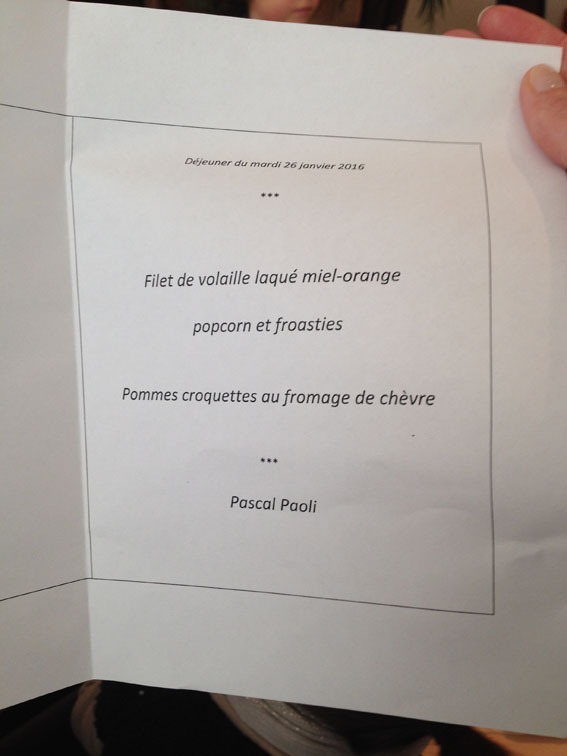 Déjeuner du mardi 26 janvier 2016
***
Filet de volaille laqué miel-orange
popcorn et froasties
Pommes croquettes au fromage de chèvre
***
Pascal Paoli